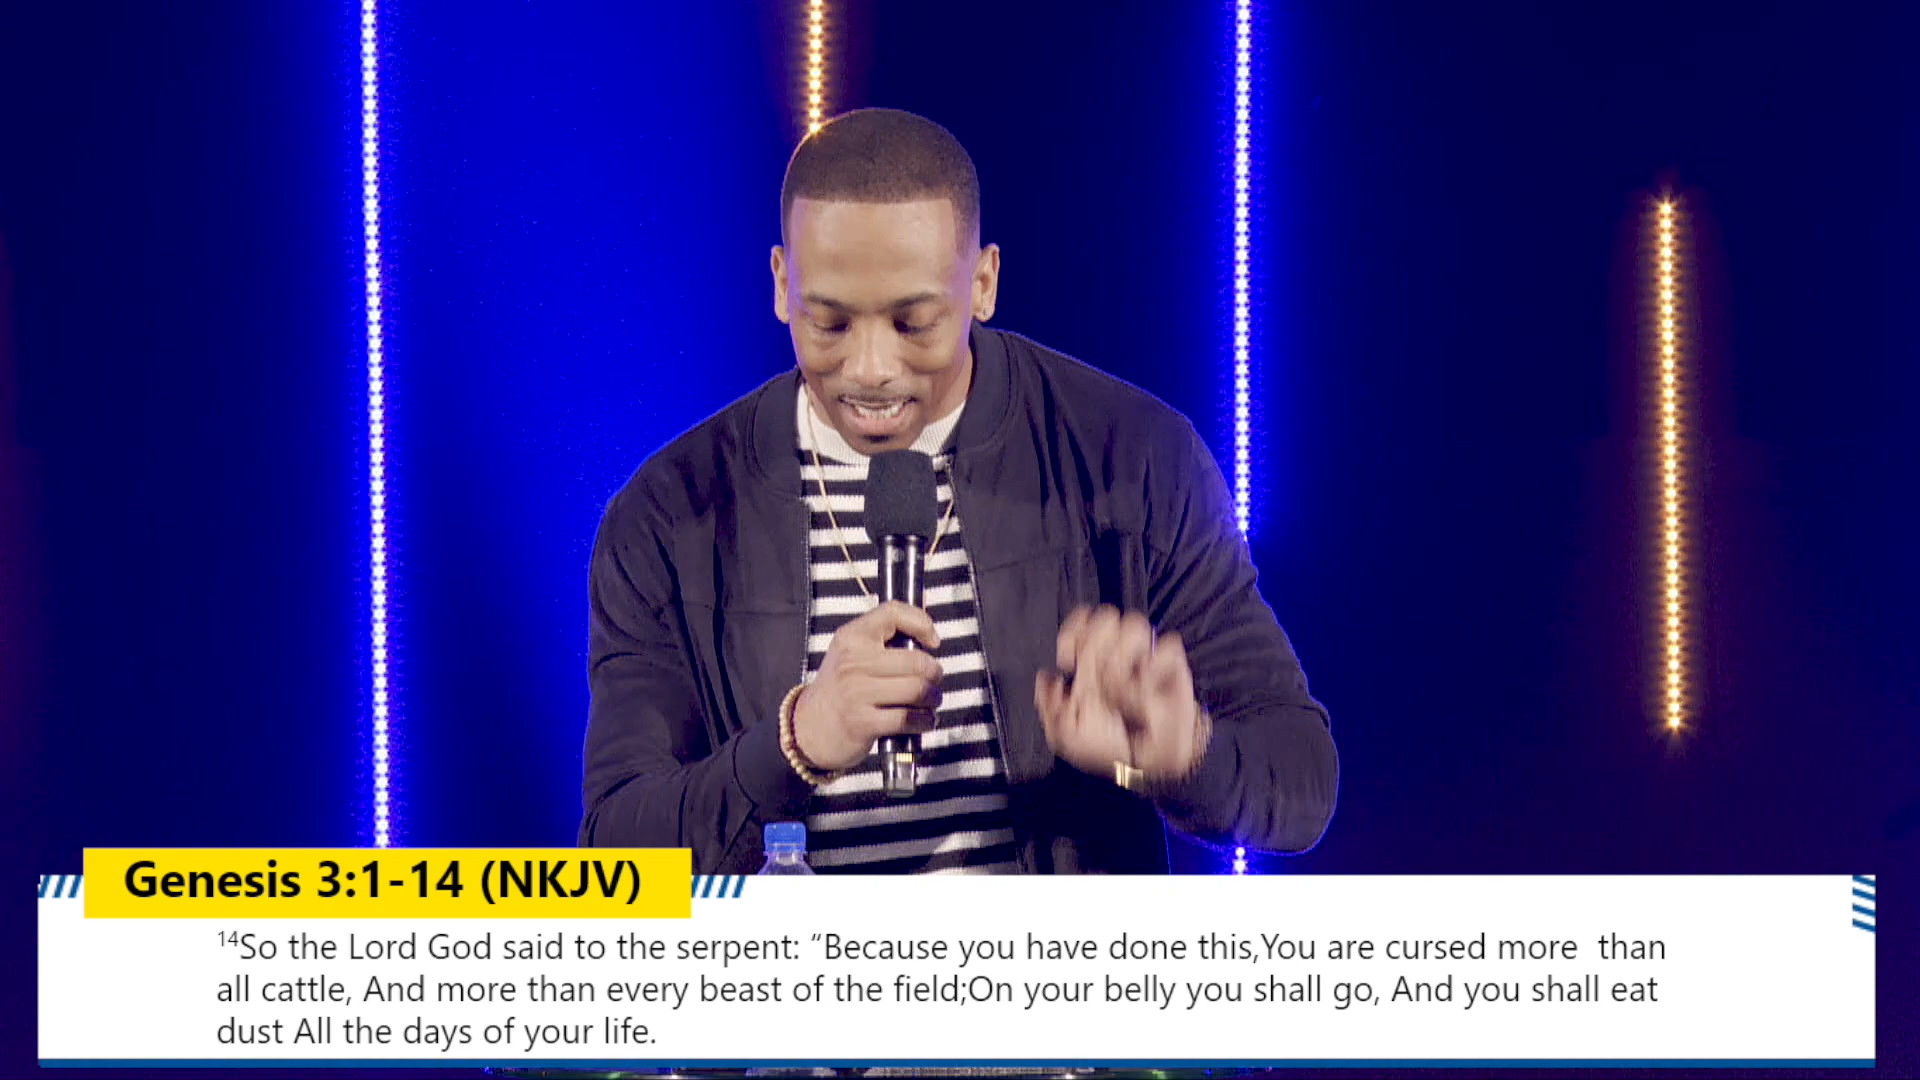 Genesis 3:1-14 (NKJV)
¹⁴So the Lord God said to the serpent: “Because you have done this,You are cursed more  than
all cattle, And more than every beast of the field;On your belly you shall go, And you shall eat
dust All the days of your life.